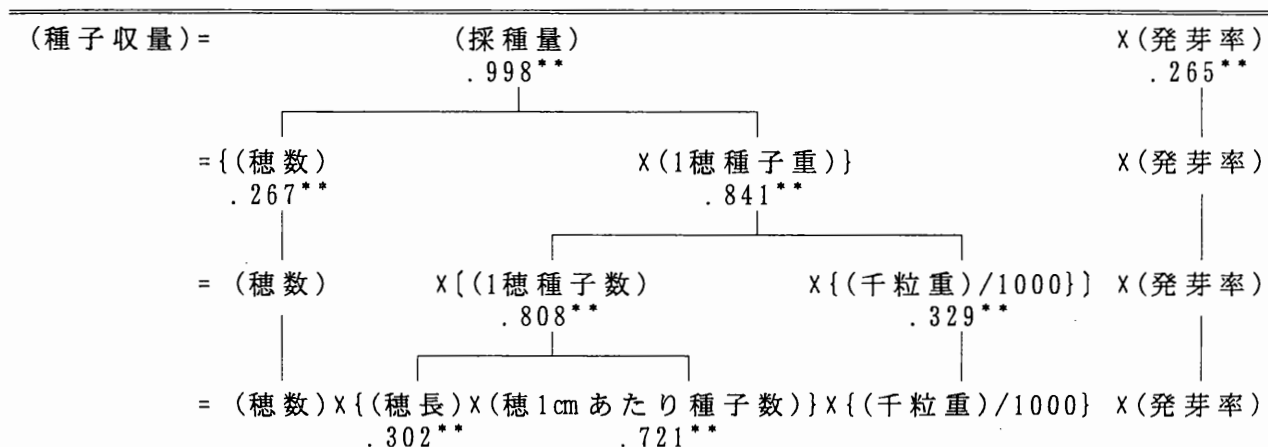 (種子収量)= (採種量) X(発芽率)
.998** .265**
={(穂数) X(1穂種子重)} X(発芽率)
.267** .841**
= (穂数) X[(1穂種子数) X{(千粒重)/1000}] X(発芽率)
.808** .329**
= (穂数)X{(穂長)X(穂1cmあたり種子数)}X{(千粒重)/1000} X(発芽率)
.302** .721**